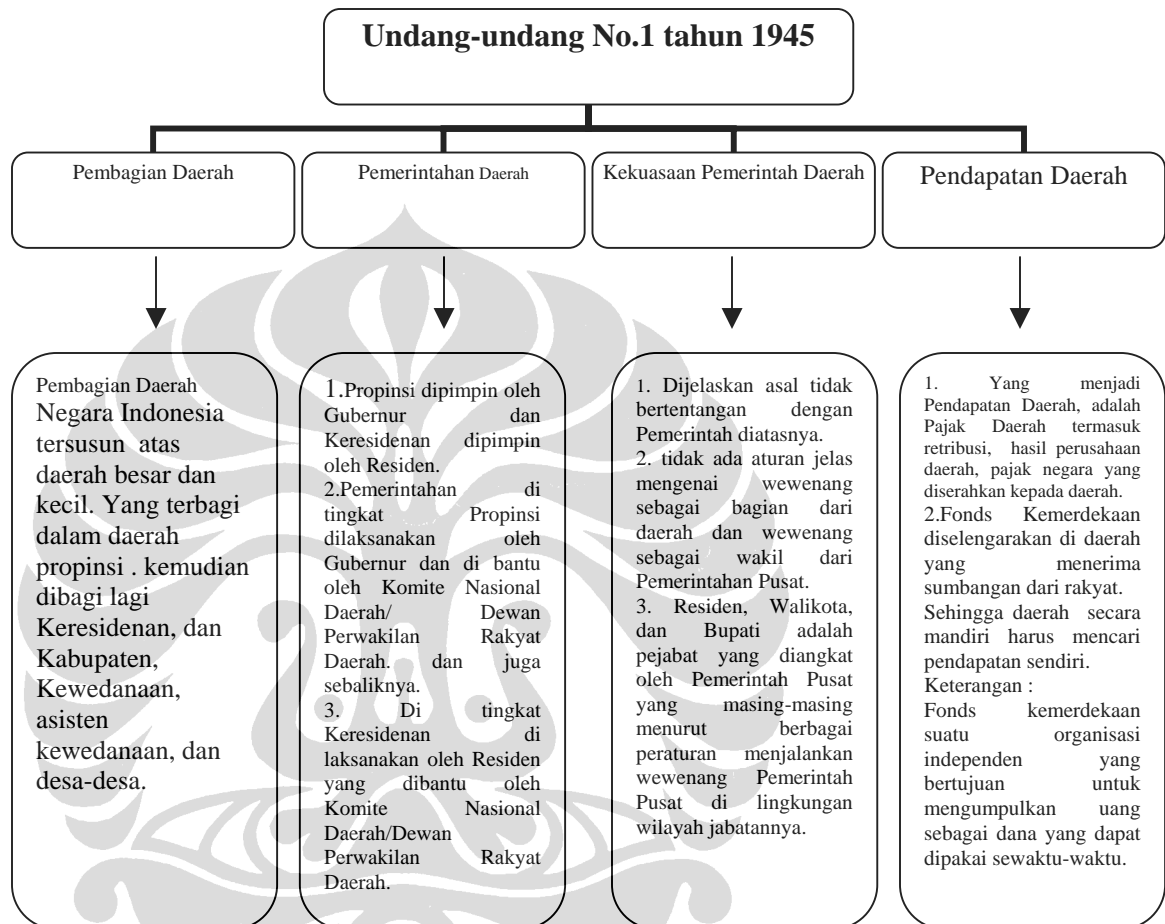 Undang-undang No.1 tahun 1945
Pembagian Daerah
Pemerintahan Daerah
Kekuasaan Pemerintah Daerah
Pendapatan Daerah
Pembagian Daerah
Negara Indonesia
tersusun atas
daerah besar dan
kecil. Yang terbagi
dalam daerah
propinsi . kemudian
dibagi lagi
Keresidenan, dan
Kabupaten,
Kewedanaan,
asisten
kewedanaan, dan
desa-desa.
1.Propinsi dipimpin oleh
Gubernur dan
Keresidenan dipimpin
oleh Residen.
2.Pemerintahan di
tingkat Propinsi
dilaksanakan oleh
Gubernur dan di bantu
oleh Komite Nasional
Daerah/ Dewan
Perwakilan Rakyat
Daerah. dan juga
sebaliknya.
3. Di tingkat
Keresidenan di
laksanakan oleh Residen
yang dibantu oleh
Komite Nasional
Daerah/Dewan
Perwakilan Rakyat
Daerah.
1. Dijelaskan asal tidak
bertentangan dengan
Pemerintah diatasnya.
2. tidak ada aturan jelas
mengenai wewenang
sebagai bagian dari
daerah dan wewenang
sebagai wakil dari
Pemerintahan Pusat.
3. Residen, Walikota,
dan Bupati adalah
pejabat yang diangkat
oleh Pemerintah Pusat
yang masing-masing
menurut berbagai
peraturan menjalankan
wewenang Pemerintah
Pusat di lingkungan
wilayah jabatannya.
1. Yang menjadi
Pendapatan Daerah, adalah
Pajak Daerah termasuk
retribusi, hasil perusahaan
daerah, pajak negara yang
diserahkan kepada daerah.
2.Fonds Kemerdekaan
diselengarakan di daerah
yang menerima
sumbangan dari rakyat.
Sehingga daerah secara
mandiri harus mencari
pendapatan sendiri.
Keterangan :
Fonds kemerdekaan
suatu organisasi
independen yang
bertujuan untuk
mengumpulkan uang
sebagai dana yang dapat
dipakai sewaktu-waktu.